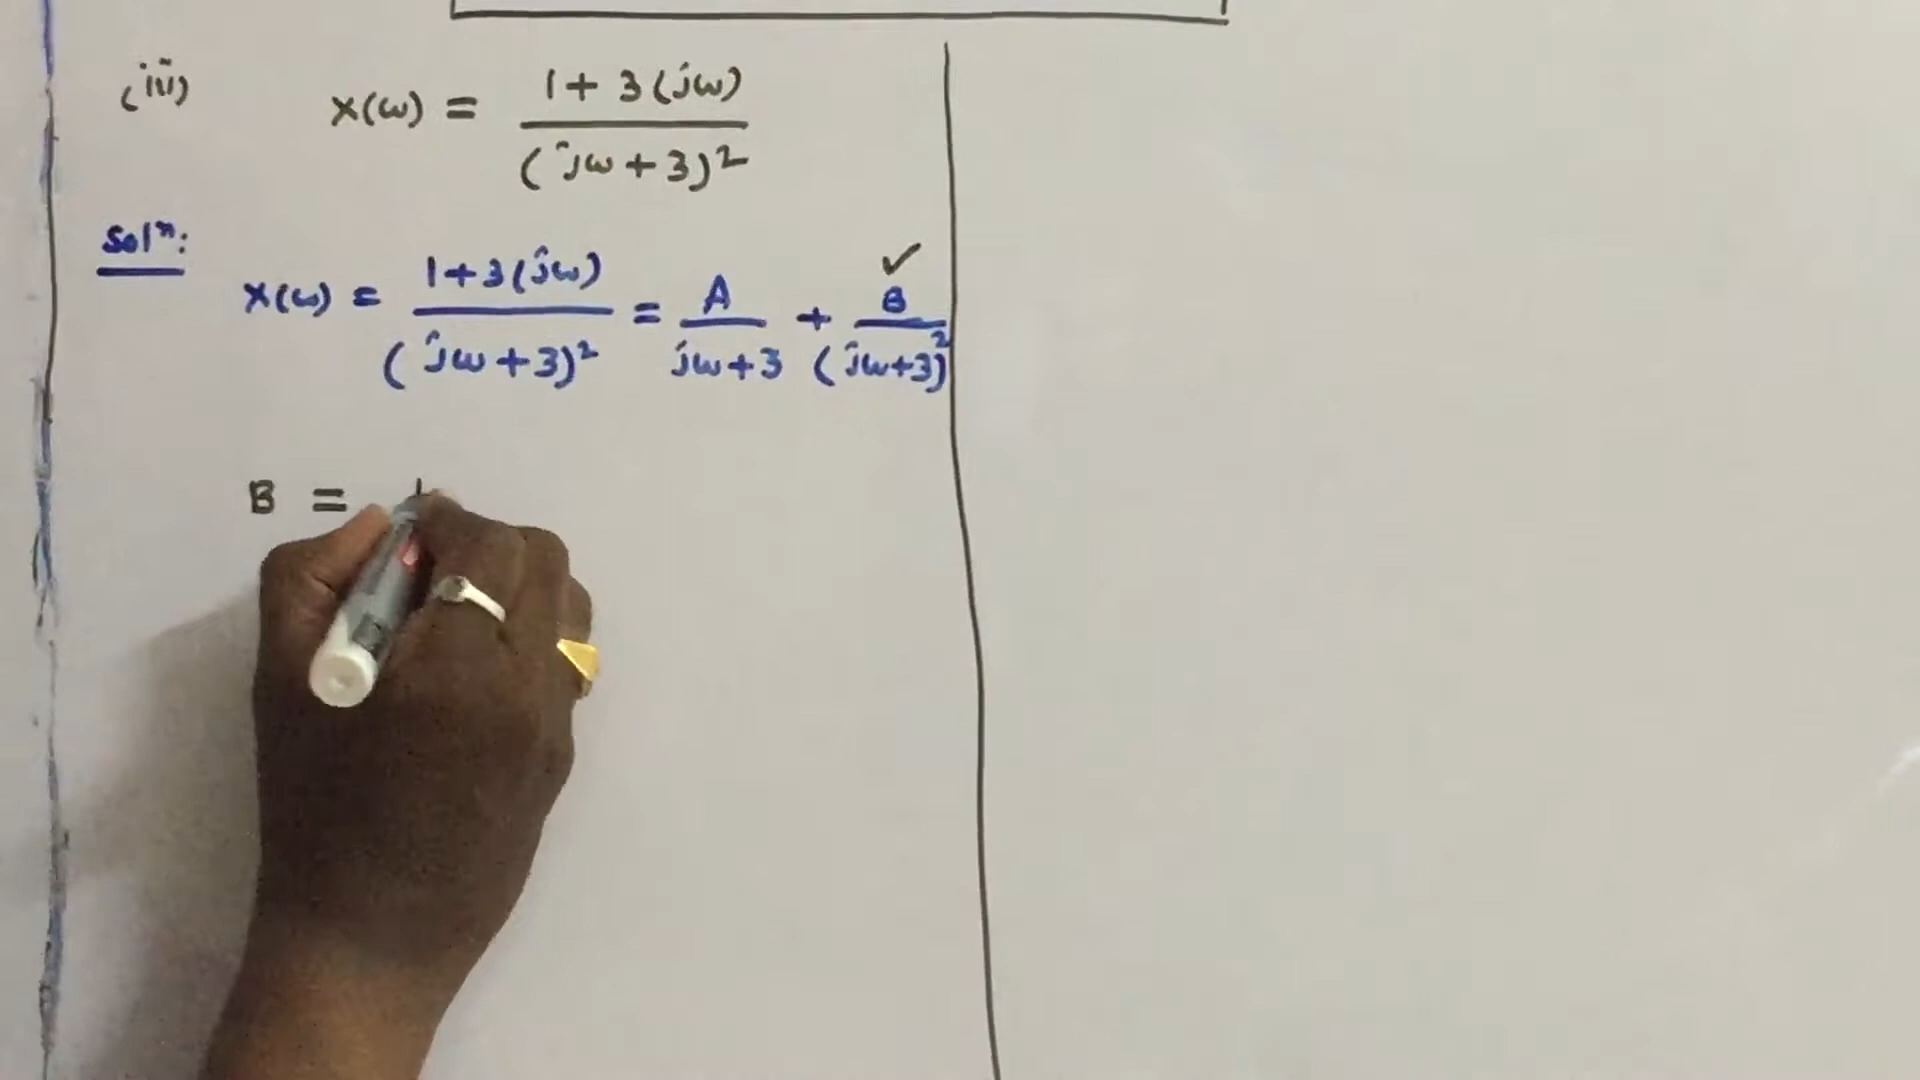 (iii) X(ω) = 1 + 3(jω) / (jω + 3)²
Solⁿ:
X(ω) = 1+3(jω) / (jω+3)² = A / jω+3 + B / (jω+3)² ✓
B =